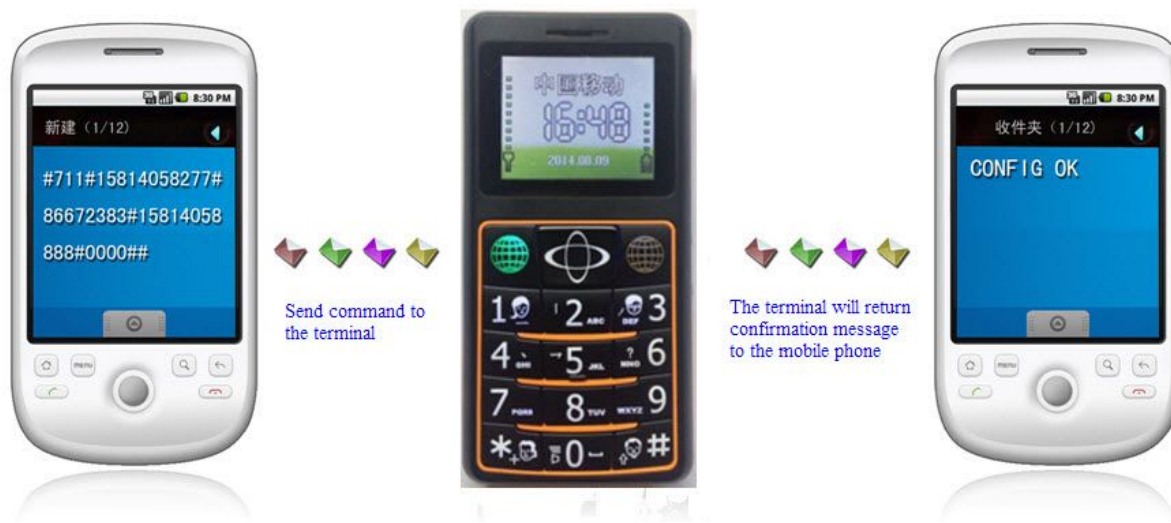 8:30 PM
新建（1/12）
#711#15814058277#
86672383#15814058
888#0000##
Send command to
the terminal
中国移动
16:48
2014.08.09
1
2 ABC
DEF 3
4 GHI
5 JKL
MNO 6
7 PQRS
8 TUV
WXYZ 9
*+
0
#
The terminal will return
confirmation message
to the mobile phone
8:30 PM
收件夹（1/12）
CONFIG OK
menu
menu